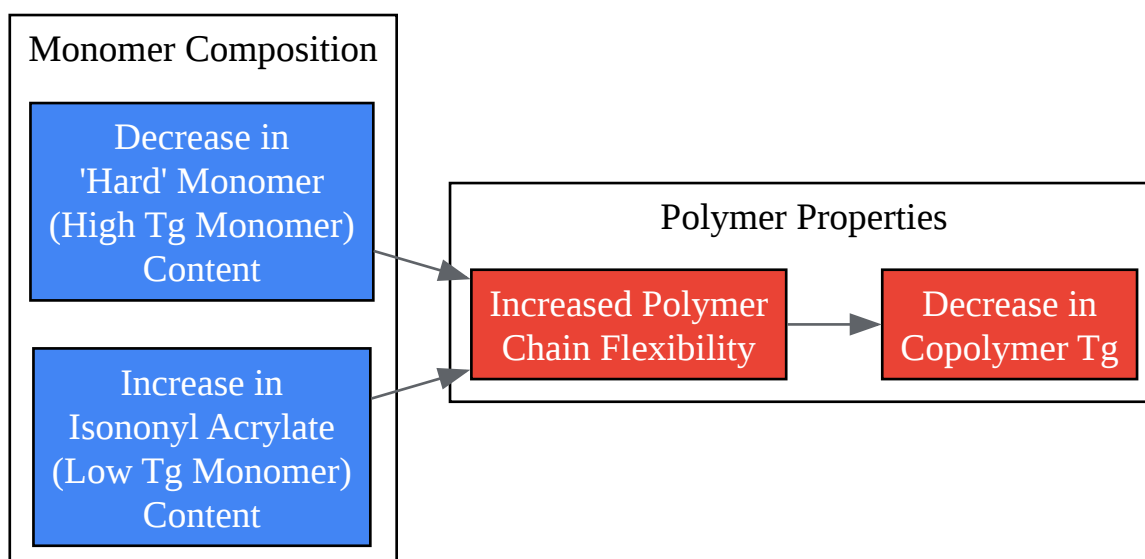 Monomer Composition
Decrease in
'Hard' Monomer
(High Tg Monomer)
Content
Increase in
Isononyl Acrylate
(Low Tg Monomer)
Content
Polymer Properties
Increased Polymer
Chain Flexibility
Decrease in
Copolymer Tg